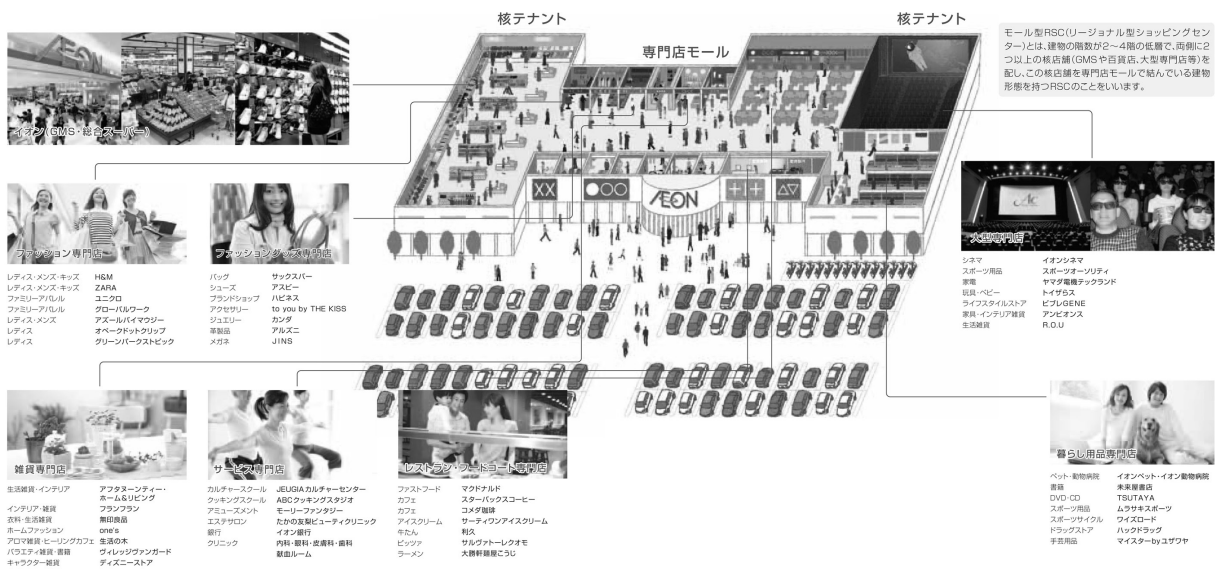 核テナント
専門店モール
核テナント
モール型RSC(リージョナル型ショッピングセン
ター)とは、建物の階数が2〜4階の低層で、両側に2
つ以上の核店舗(GMSや百貨店、大型専門店等)を
配し、この核店舗を専門店モールで結んでいる建物
形態を持つRSCのことをいいます。
ÆON
イオン(GMS・総合スーパー)
XX
●○○
ÆON
+1+
△▽
ファッション専門店
レディス・メンズ・キッズ H&M
レディス・メンズ・キッズ ZARA
ファミリーアパレル ユニクロ
ファミリーアパレル グローバルワーク
レディス・メンズ アズールバイマウジー
レディス オペークドットクリップ
レディス グリーンパークストピック
ファッショングッズ専門店
バッグ サックスバー
シューズ アスビー
ブランドショップ ハピネス
アクセサリー to you by THE KISS
ジュエリー カンダ
革製品 アルズニ
メガネ JINS
大型専門店
シネマ イオンシネマ
スポーツ用品 スポーツオーソリティ
家電 ヤマダ電機テックランド
玩具・ベビー トイザらス
ライフスタイルストア ビブレGENE
家具・インテリア雑貨 アンビオンス
生活雑貨 R.O.U
雑貨専門店
生活雑貨・インテリア アフタヌーンティー・
ホーム&リビング
インテリア・雑貨 フランフラン
衣料・生活雑貨 無印良品
ホームファッション one's
アロマ雑貨・ヒーリングカフェ 生活の木
バラエティ雑貨・書籍 ヴィレッジヴァンガード
キャラクター雑貨 ディズニーストア
サービス専門店
カルチャースクール JEUGIAカルチャーセンター
クッキングスクール ABCクッキングスタジオ
アミューズメント モーリーファンタジー
エステサロン たかの友梨ビューティクリニック
銀行 イオン銀行
クリニック 内科・眼科・皮膚科・歯科
献血ルーム
レストラン・フードコート専門店
ファストフード マクドナルド
カフェ スターバックスコーヒー
カフェ コメダ珈琲
アイスクリーム サーティワンアイスクリーム
牛たん 利久
ピッツァ サルヴァトーレクオモ
ラーメン 大勝軒麺屋こうじ
暮らし用品専門店
ペット・動物病院 イオンペット・イオン動物病院
書籍 未来屋書店
DVD・CD TSUTAYA
スポーツ用品 ムラサキスポーツ
スポーツサイクル ワイズロード
ドラッグストア ハックドラッグ
手芸用品 マイスターbyユザワヤ